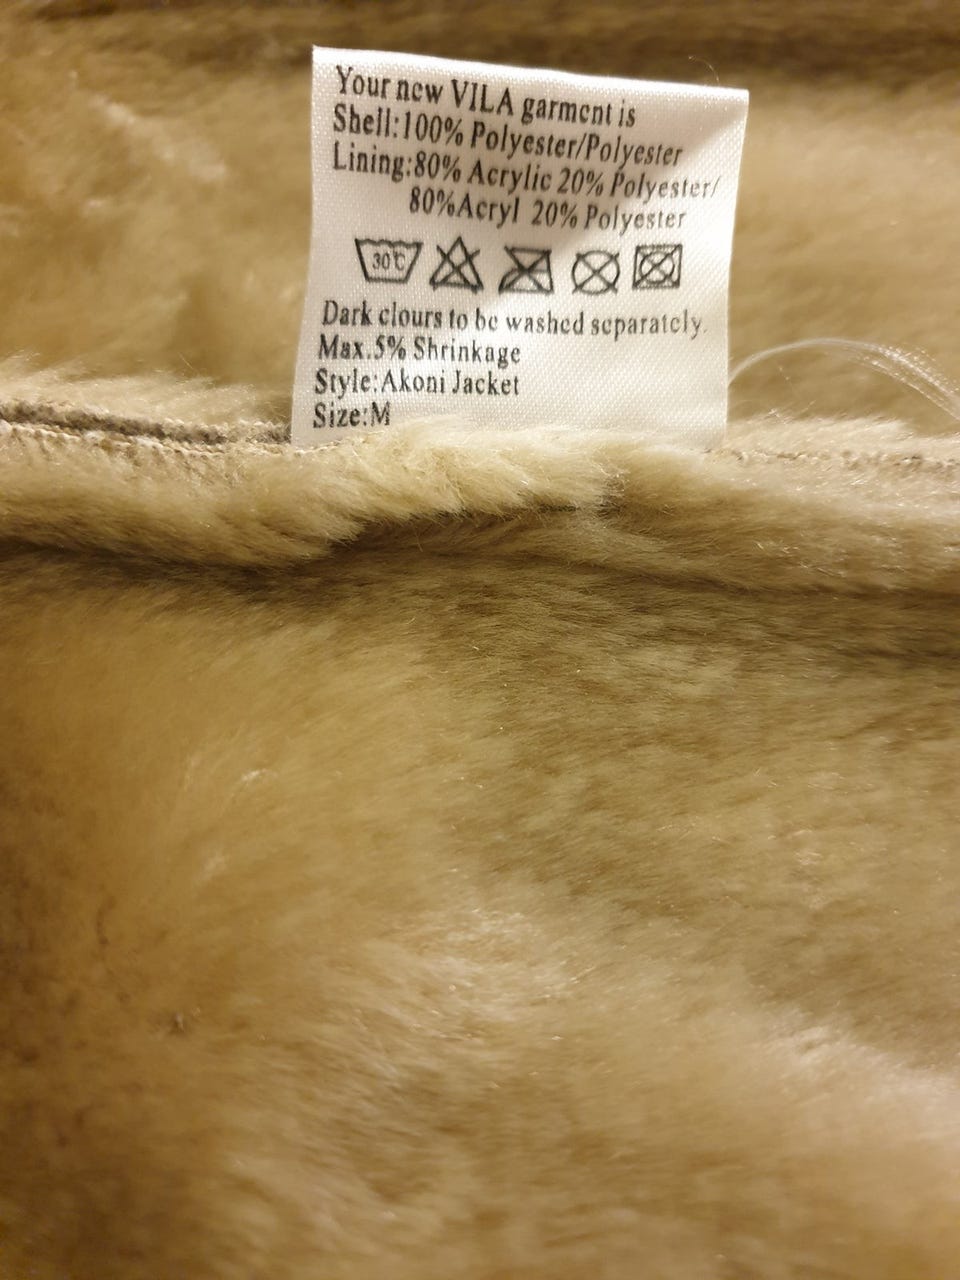 Your new VILA garment is
Shell:100% Polyester/Polyester
Lining:80% Acrylic 20% Polyester/
80%Acryl 20% Polyester
30℃
Dark clours to be washed separately.
Max.5% Shrinkage
Style:Akoni Jacket
Size:M